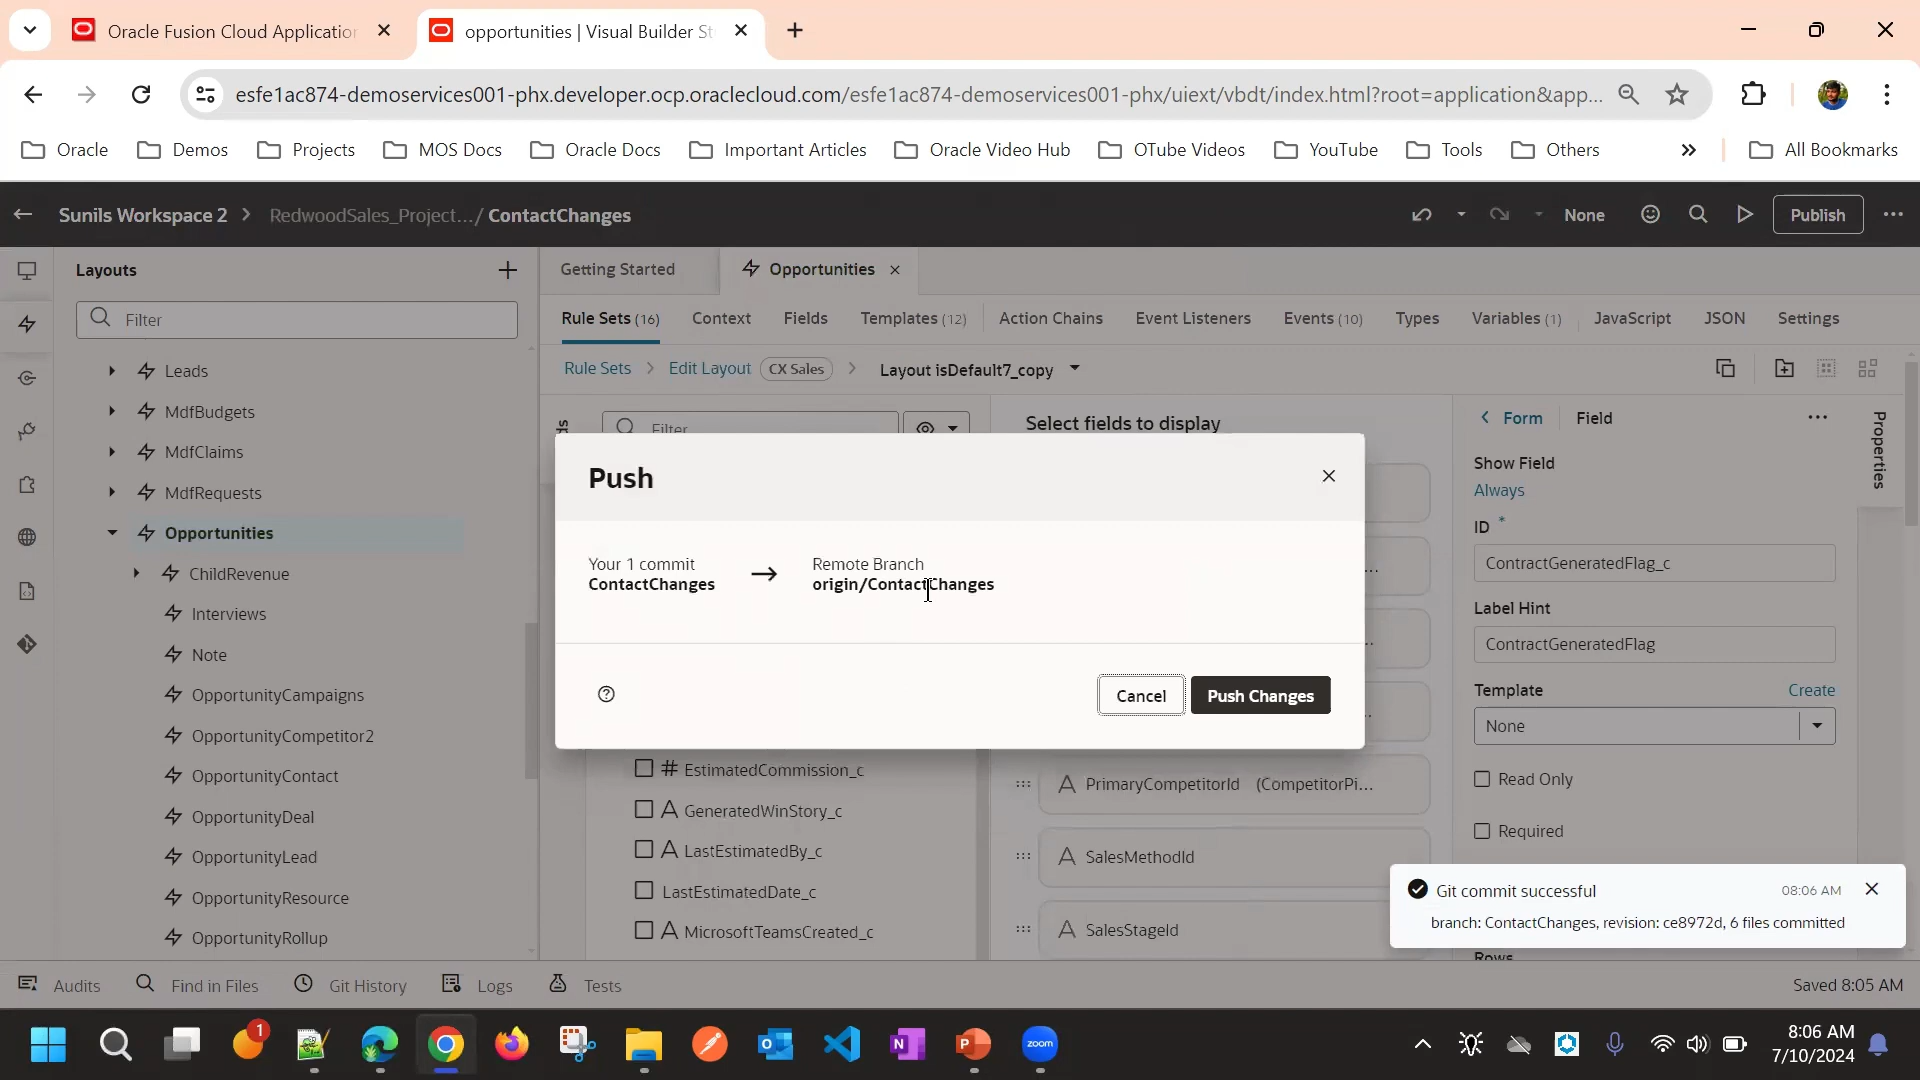 Oracle Fusion Cloud Application
opportunities | Visual Builder St
esfe1ac874-demoservices001-phx.developer.ocp.oraclecloud.com/esfe1ac874-demoservices001-phx/uiext/vbdt/index.html?root=application&app...
Oracle Demos Projects MOS Docs Oracle Docs Important Articles Oracle Video Hub OTube Videos YouTube Tools Others » All Bookmarks
Sunils Workspace 2 > RedwoodSales_Project.../ ContactChanges None Publish
Layouts
Getting Started Opportunities
Filter
Rule Sets (16) Context Fields Templates (12) Action Chains Event Listeners Events (10) Types Variables (1) JavaScript JSON Settings
Rule Sets > Edit Layout CX Sales > Layout isDefault7_copy
Leads
MdfBudgets
MdfClaims
MdfRequests
Opportunities
ChildRevenue
Interviews
Note
OpportunityCampaigns
OpportunityCompetitor2
OpportunityContact
OpportunityDeal
OpportunityLead
OpportunityResource
OpportunityRollup
Filter
Select fields to display
Push
Your 1 commit
ContactChanges
Remote Branch
origin/ContactChanges
Cancel Push Changes
# EstimatedCommission_c
A GeneratedWinStory_c
A LastEstimatedBy_c
LastEstimatedDate_c
A MicrosoftTeamsCreated_c
A PrimaryCompetitorId (CompetitorPi...
A SalesMethodId
A SalesStageId
Form Field
Properties
Show Field
Always
ID *
ContractGeneratedFlag_c
Label Hint
ContractGeneratedFlag
Template Create
None
Read Only
Required
Git commit successful 08:06 AM
branch: ContactChanges, revision: ce8972d, 6 files committed
Rows
Audits Find in Files Git History Logs Tests Saved 8:05 AM
1
zoom
8:06 AM
7/10/2024